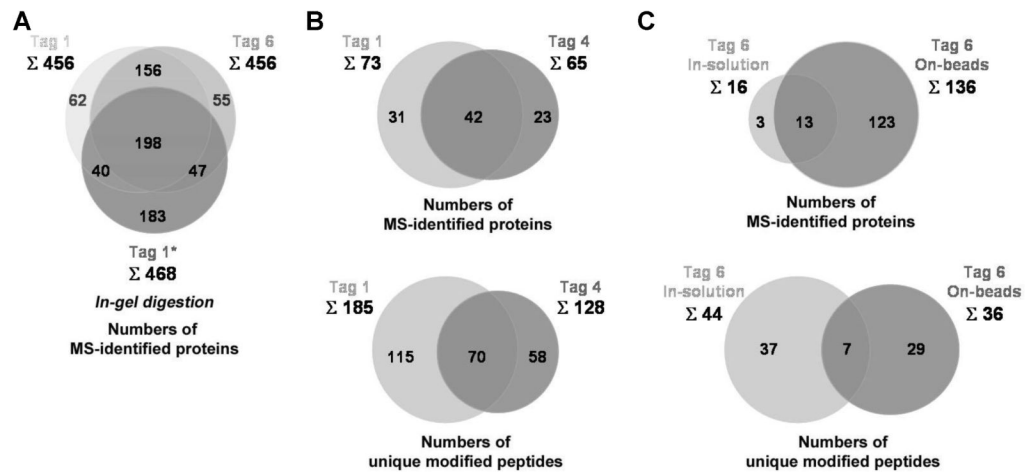 A
Tag 1
Σ 456
Tag 6
Σ 456
156
62
55
198
40
47
183
Tag 1*
Σ 468
In-gel digestion
Numbers of
MS-identified proteins
B
Tag 1
Σ 73
Tag 4
Σ 65
31
42
23
Numbers of
MS-identified proteins
Tag 1
Σ 185
Tag 4
Σ 128
115
70
58
Numbers of
unique modified peptides
C
Tag 6
In-solution
Σ 16
Tag 6
On-beads
Σ 136
3
13
123
Numbers of
MS-identified proteins
Tag 6
In-solution
Σ 44
Tag 6
On-beads
Σ 36
37
7
29
Numbers of
unique modified peptides